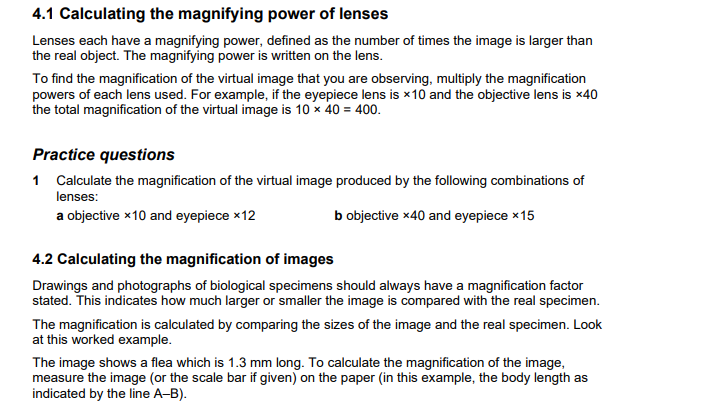 4.1 Calculating the magnifying power of lenses
Lenses each have a magnifying power, defined as the number of times the image is larger than
the real object. The magnifying power is written on the lens.
To find the magnification of the virtual image that you are observing, multiply the magnification
powers of each lens used. For example, if the eyepiece lens is ×10 and the objective lens is ×40
the total magnification of the virtual image is 10 × 40 = 400.
Practice questions
1 Calculate the magnification of the virtual image produced by the following combinations of
lenses:
a objective ×10 and eyepiece ×12 b objective ×40 and eyepiece ×15
4.2 Calculating the magnification of images
Drawings and photographs of biological specimens should always have a magnification factor
stated. This indicates how much larger or smaller the image is compared with the real specimen.
The magnification is calculated by comparing the sizes of the image and the real specimen. Look
at this worked example.
The image shows a flea which is 1.3 mm long. To calculate the magnification of the image,
measure the image (or the scale bar if given) on the paper (in this example, the body length as
indicated by the line A–B).